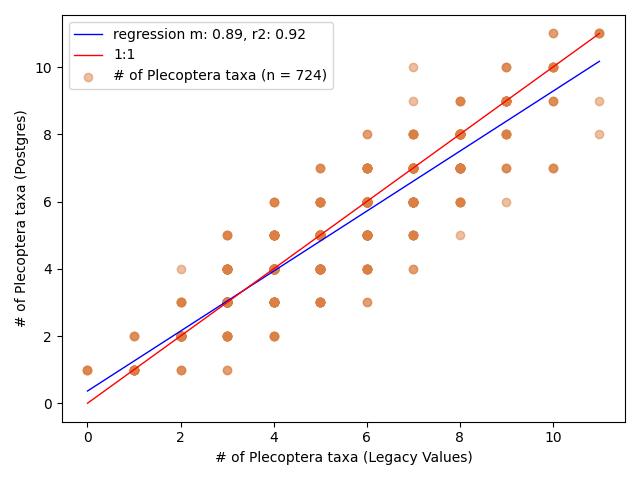 regression m: 0.89, r2: 0.92
1:1
# of Plecoptera taxa (n = 724)
# of Plecoptera taxa (Postgres)
10
8
6
4
2
0
0 2 4 6 8 10
# of Plecoptera taxa (Legacy Values)